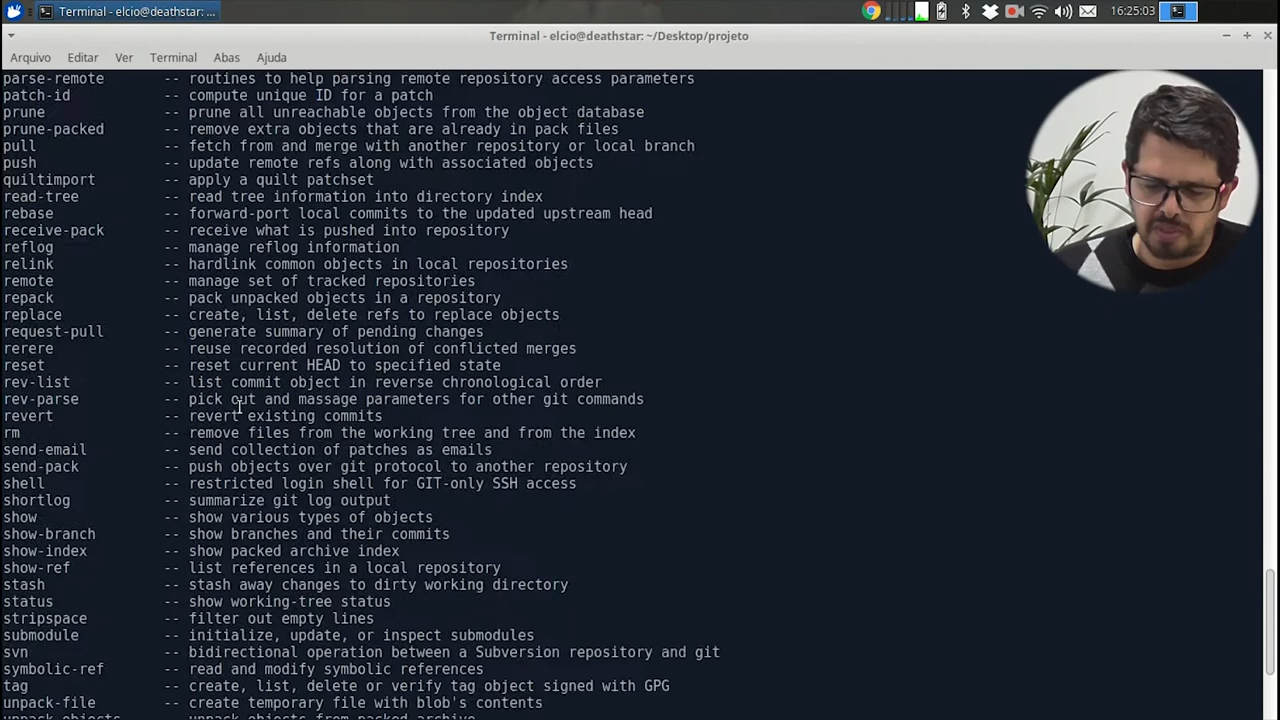 Terminal - elcio@deathstar: ...
16:25:03
Terminal - elcio@deathstar: ~/Desktop/projeto
Arquivo Editar Ver Terminal Abas Ajuda
parse-remote -- routines to help parsing remote repository access parameters
patch-id -- compute unique ID for a patch
prune -- prune all unreachable objects from the object database
prune-packed -- remove extra objects that are already in pack files
pull -- fetch from and merge with another repository or local branch
push -- update remote refs along with associated objects
quiltimport -- apply a quilt patchset
read-tree -- read tree information into directory index
rebase -- forward-port local commits to the updated upstream head
receive-pack -- receive what is pushed into repository
reflog -- manage reflog information
relink -- hardlink common objects in local repositories
remote -- manage set of tracked repositories
repack -- pack unpacked objects in a repository
replace -- create, list, delete refs to replace objects
request-pull -- generate summary of pending changes
rerere -- reuse recorded resolution of conflicted merges
reset -- reset current HEAD to specified state
rev-list -- list commit object in reverse chronological order
rev-parse -- pick out and massage parameters for other git commands
revert -- revert existing commits
rm -- remove files from the working tree and from the index
send-email -- send collection of patches as emails
send-pack -- push objects over git protocol to another repository
shell -- restricted login shell for GIT-only SSH access
shortlog -- summarize git log output
show -- show various types of objects
show-branch -- show branches and their commits
show-index -- show packed archive index
show-ref -- list references in a local repository
stash -- stash away changes to dirty working directory
status -- show working-tree status
stripspace -- filter out empty lines
submodule -- initialize, update, or inspect submodules
svn -- bidirectional operation between a Subversion repository and git
symbolic-ref -- read and modify symbolic references
tag -- create, list, delete or verify tag object signed with GPG
unpack-file -- create temporary file with blob's contents
unpack-objects -- unpack objects from packed archive